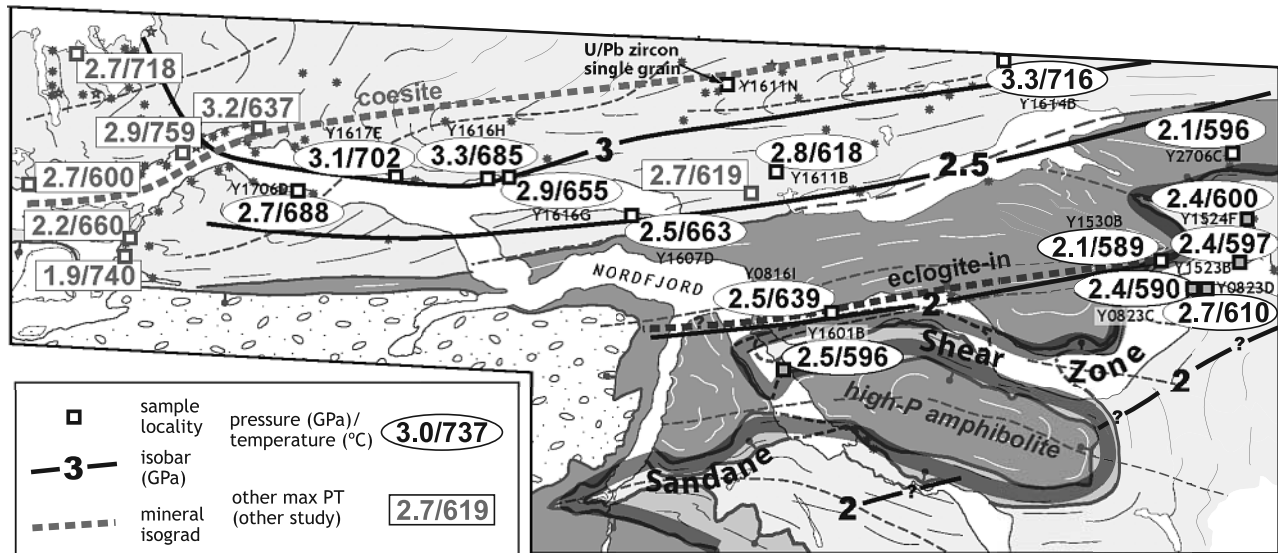 U/Pb zircon
single grain
2.7/718
coesite
Y1611N
3.3/716
Y1614B
3.2/637
2.9/759
Y1617E
Y1616H
3.1/702
3.3/685
3
2.8/618
Y1611B
2.1/596
Y2706C
2.5
2.7/600
Y1706D
2.7/688
2.9/655
Y1616G
2.7/619
2.4/600
Y1524F
2.2/660
2.5/663
Y1607D
Y1530B
2.1/589
2.4/597
Y1523B
1.9/740
NORDFJORD
Y0816I
eclogite-in
2.5/639
2
2.4/590
Y0823D
Y0823C
2.7/610
Y1601B
2.5/596
?
Shear
Zone
?
2
?
high-P amphibolite
Sandane
2
?
sample
locality
pressure (GPa)/
temperature (°C)
3.0/737
3
isobar
(GPa)
mineral
isograd
other max PT
(other study)
2.7/619